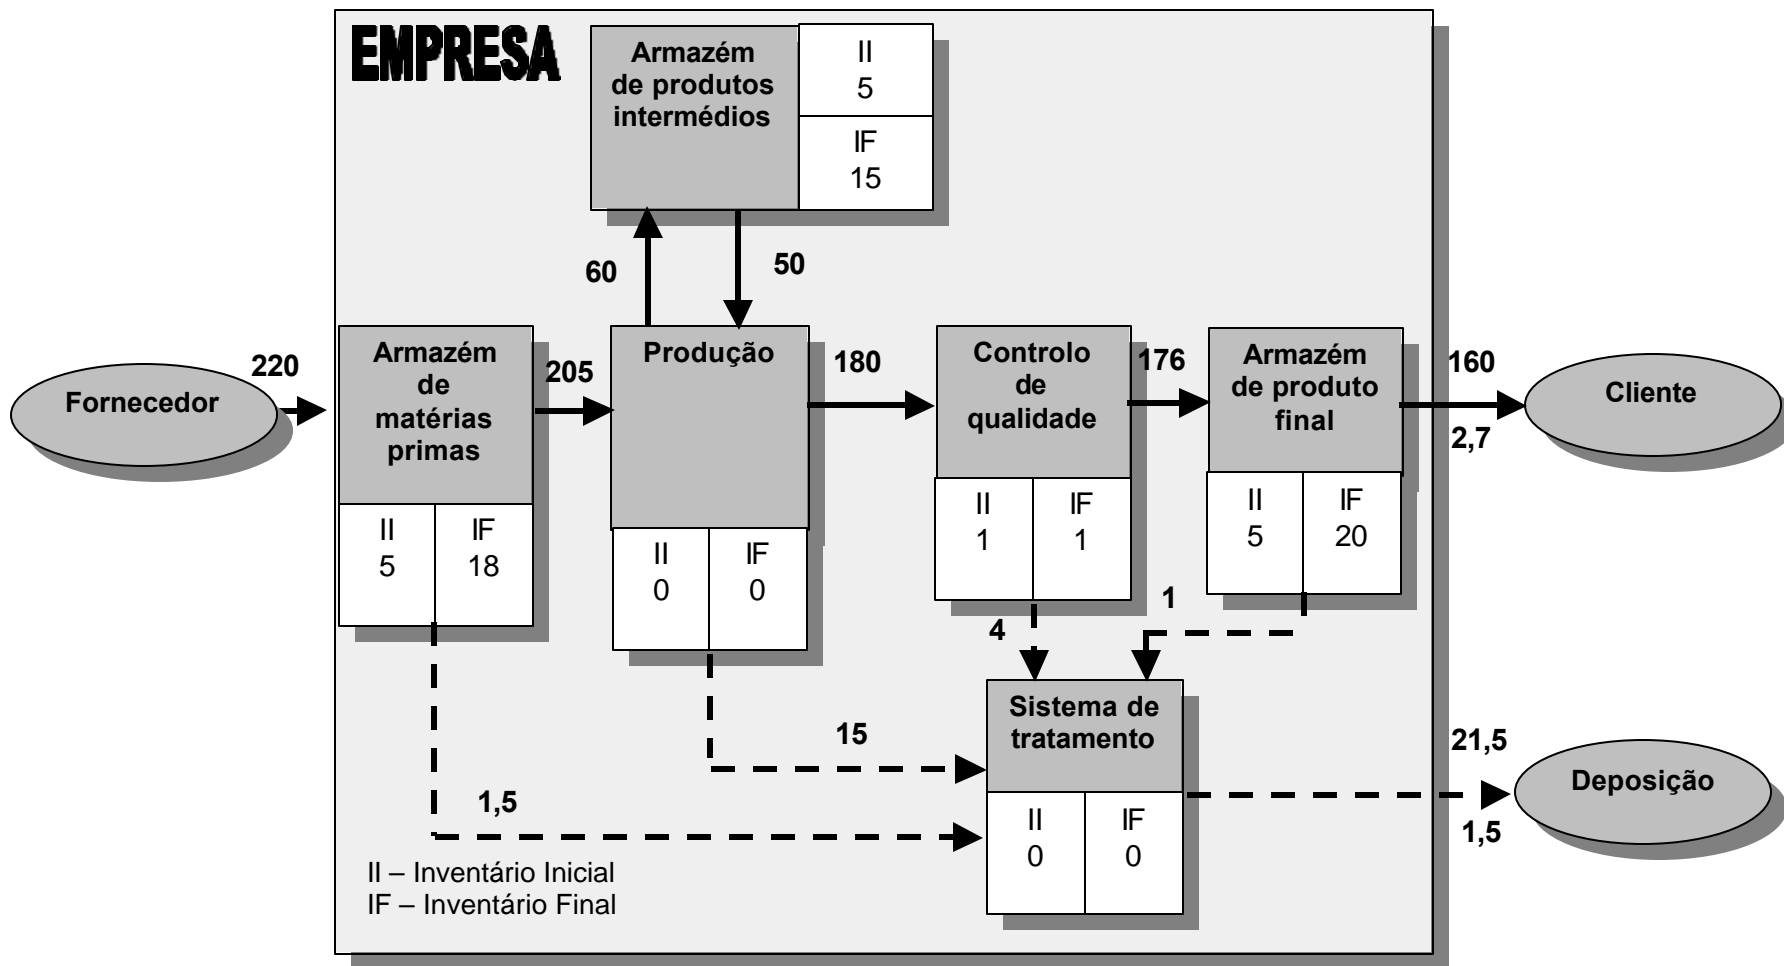 EMPRESA
Armazém
de produtos
intermédios
II
5
IF
15
60
50
Fornecedor
220
Armazém
de
matérias
primas
II
5
IF
18
205
Produção
II
0
IF
0
180
Controlo
de
qualidade
II
1
IF
1
176
Armazém
de produto
final
II
5
IF
20
160
2,7
Cliente
4
1
15
1,5
Sistema de
tratamento
II
0
IF
0
21,5
1,5
Deposição
II – Inventário Inicial
IF – Inventário Final